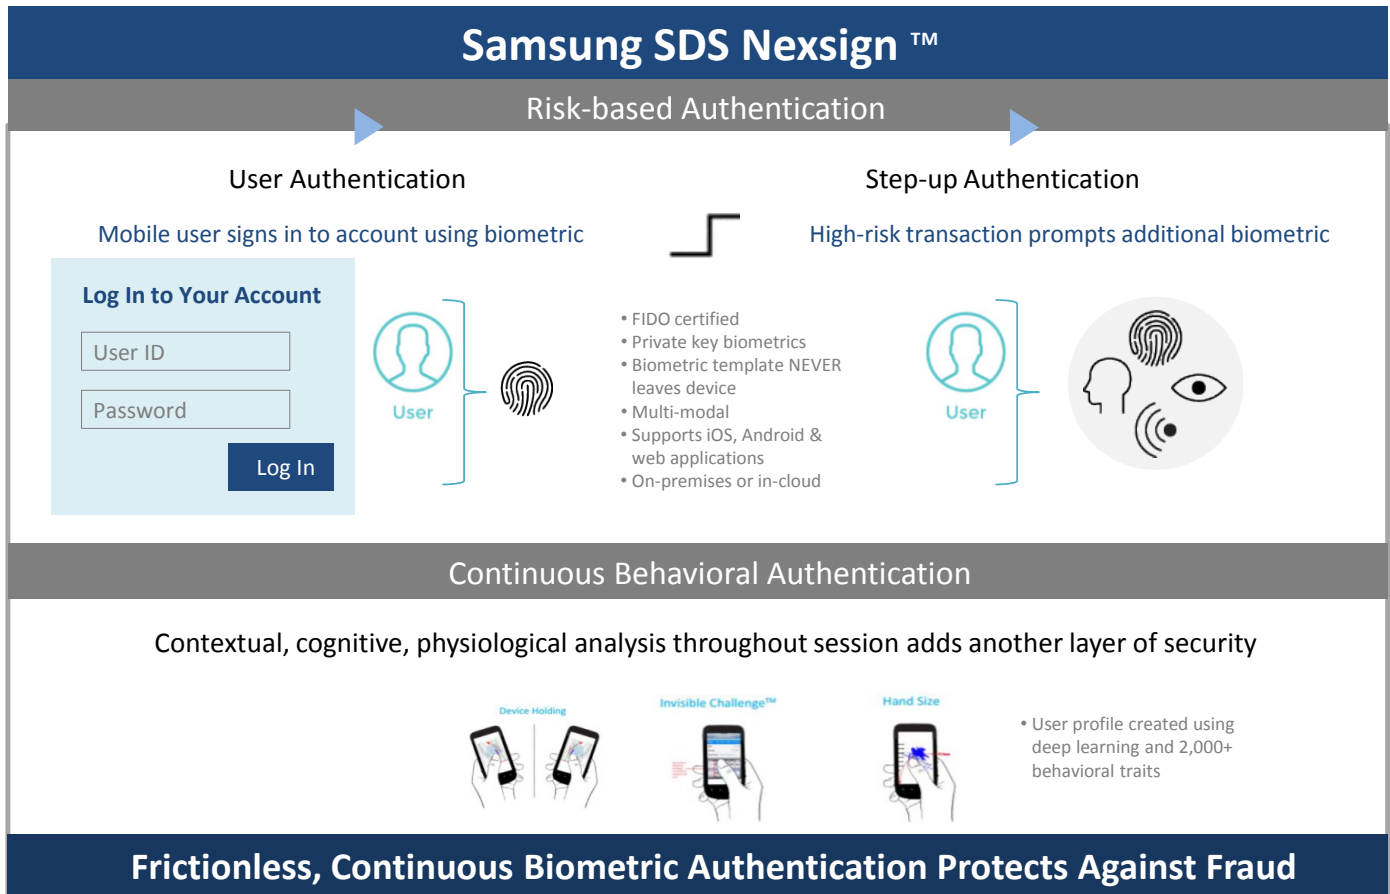 Samsung SDS Nexsign ™
Risk-based Authentication
User Authentication
Mobile user signs in to account using biometric
Log In to Your Account
User ID
Password
Log In
User
• FIDO certified
• Private key biometrics
• Biometric template NEVER
leaves device
• Multi-modal
• Supports iOS, Android &
web applications
• On-premises or in-cloud
Step-up Authentication
High-risk transaction prompts additional biometric
User
Continuous Behavioral Authentication
Contextual, cognitive, physiological analysis throughout session adds another layer of security
Device Holding
Invisible Challenge™
Hand Size
• User profile created using
deep learning and 2,000+
behavioral traits
Frictionless, Continuous Biometric Authentication Protects Against Fraud